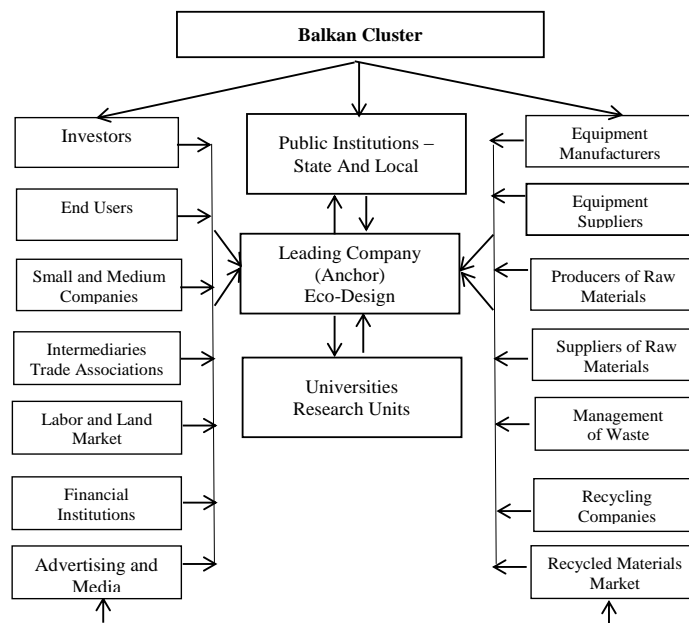 Balkan Cluster
Investors
End Users
Small and Medium
Companies
Intermediaries
Trade Associations
Labor and Land
Market
Financial
Institutions
Advertising and
Media
Public Institutions –
State And Local
Leading Company
(Anchor)
Eco-Design
Universities
Research Units
Equipment
Manufacturers
Equipment
Suppliers
Producers of Raw
Materials
Suppliers of Raw
Materials
Management
of Waste
Recycling
Companies
Recycled Materials
Market